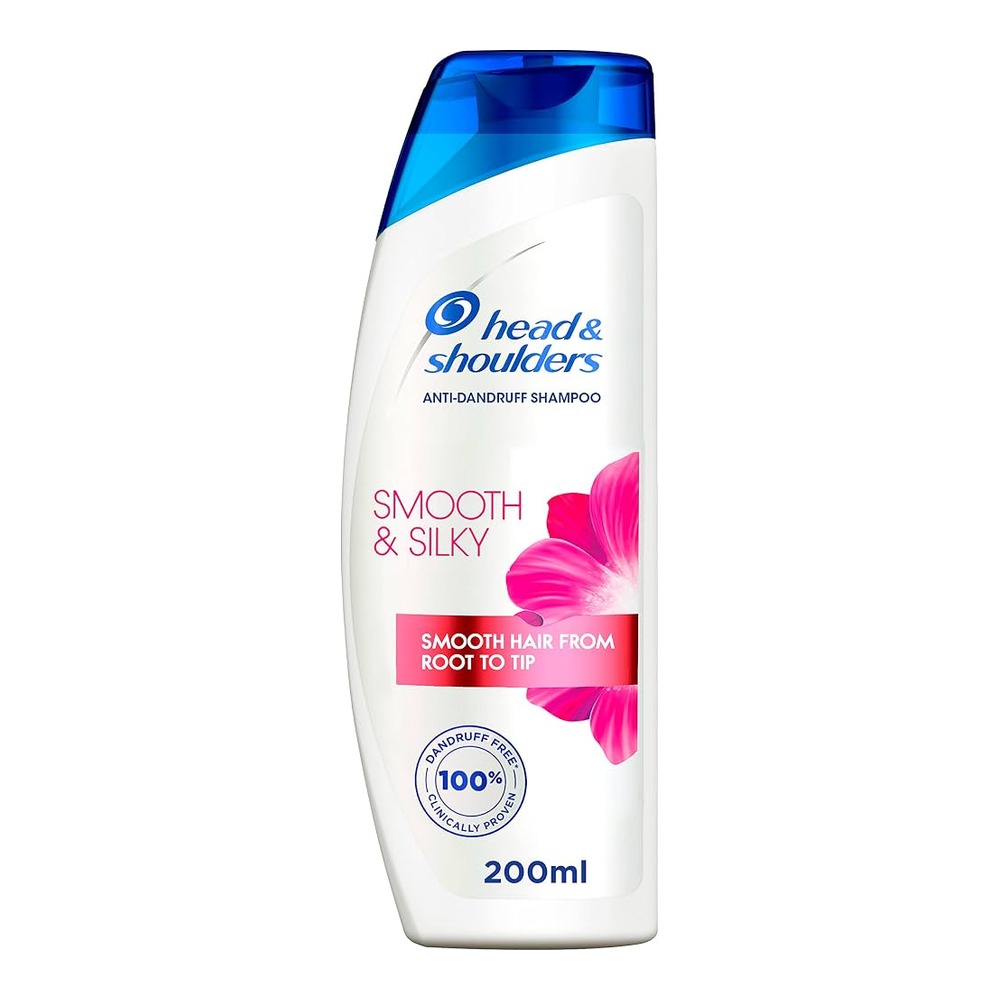 head &
shoulders
ANTI-DANDRUFF SHAMPOO
SMOOTH
& SILKY
SMOOTH HAIR FROM
ROOT TO TIP
DANDRUFF FREE*
100%
CLINICALLY PROVEN
200ml